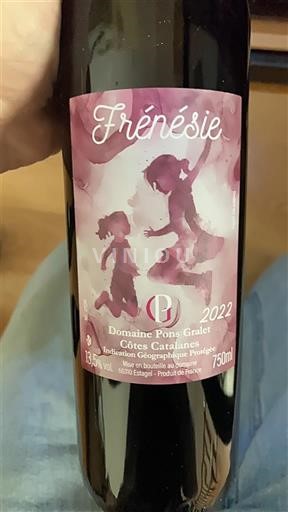 Frénésie
VINIOU
PG
2022
Domaine Pons Gralet
Côtes Catalanes
Indication Géographique Protégée
13,5% vol.
Mise en bouteille au domaine
750ml
66310 Estagel - Produit de France